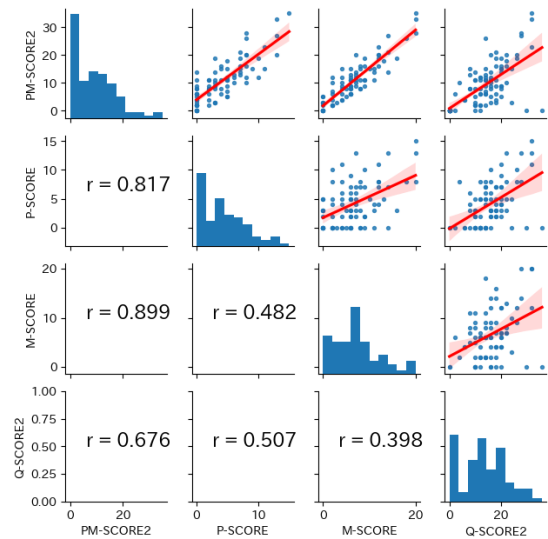 PM-SCORE2
30
20
10
0
P-SCORE
15
10
5
0
r = 0.817
M-SCORE
20
10
0
r = 0.899
r = 0.482
Q-SCORE2
1.00
0.75
0.50
0.25
0.00
r = 0.676
r = 0.507
r = 0.398
0 20
0 10
0 10 20
0 20
PM-SCORE2
P-SCORE
M-SCORE
Q-SCORE2